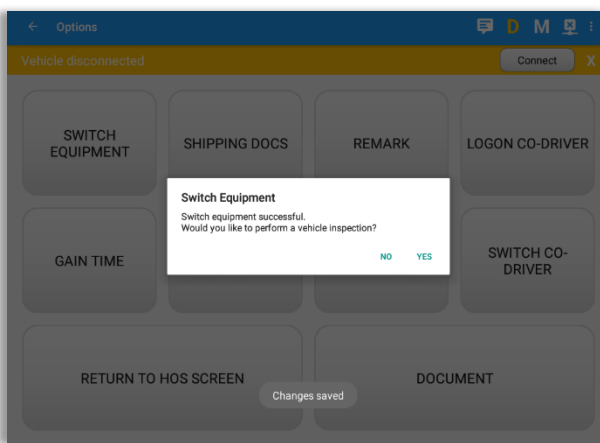 Options
D M
Vehicle disconnected
Connect X
SWITCH
EQUIPMENT
SHIPPING DOCS
REMARK
LOGON CO-DRIVER
Switch Equipment
Switch equipment successful.
Would you like to perform a vehicle inspection?
NO YES
GAIN TIME
SWITCH CO-
DRIVER
RETURN TO HOS SCREEN
DOCUMENT
Changes saved